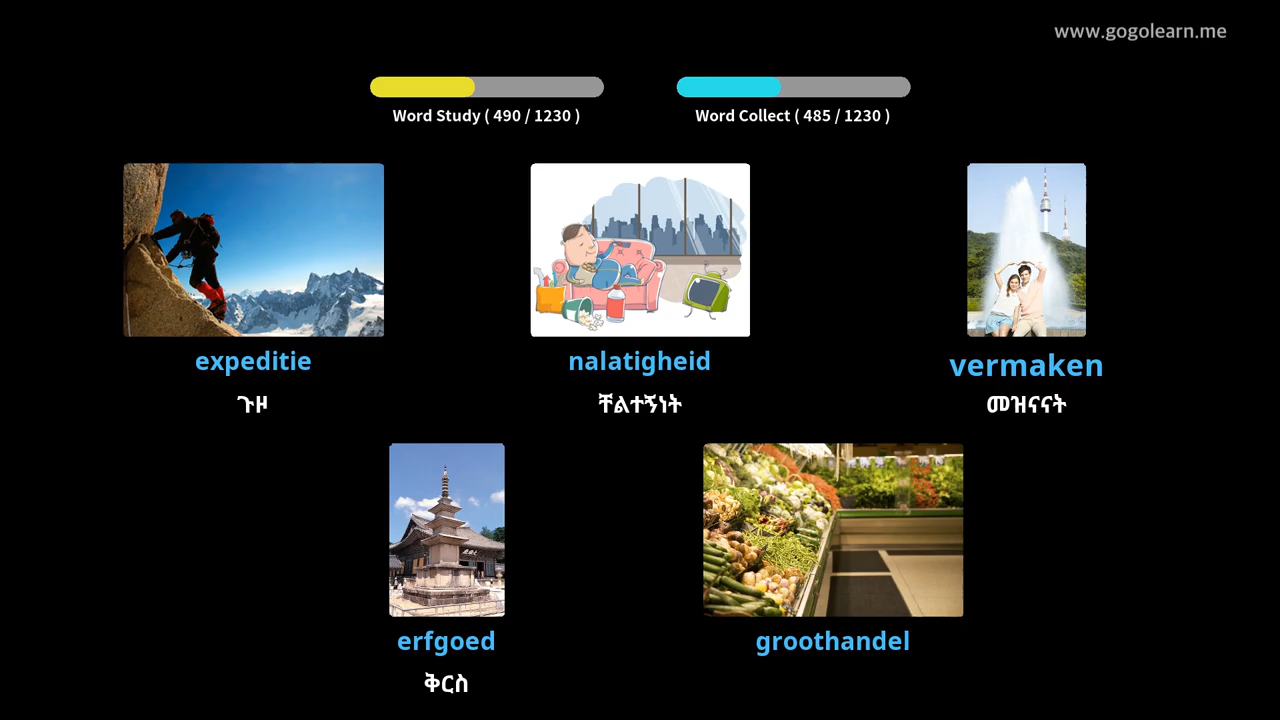 www.gogolearn.me
Word Study ( 490 / 1230 )
Word Collect ( 485 / 1230 )
expeditie
ጉዞ
nalatigheid
ቸልተኝነት
vermaken
መዝናናት
erfgoed
ቅርስ
groothandel